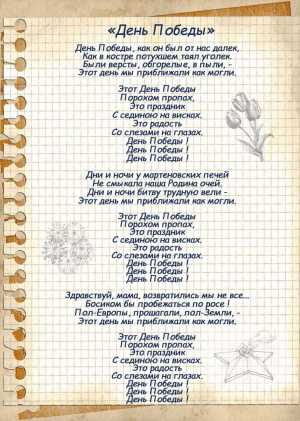 «День Победы»
День Победы, как он был от нас далек,
Как в костре потухшем таял уголек.
Были версты, обгорелые, в пыли, -
Этот день мы приближали как могли.
Этот День Победы
Порохом пропах,
Это праздник
С сединою на висках.
Это радость
Со слезами на глазах.
День Победы !
День Победы !
День Победы !
Дни и ночи у мартеновских печей
Не смыкала наша Родина очей,
Дни и ночи битву трудную вели -
Этот день мы приближали как могли.
Этот День Победы
Порохом пропах,
Это праздник
С сединою на висках.
Это радость
Со слезами на глазах.
День Победы !
День Победы !
День Победы !
Здравствуй, мама, возвратились мы не все...
Босиком бы пробежаться по росе !
Пол-Европы, прошагали, пол-Земли, -
Этот день мы приближали как могли.
Этот День Победы
Порохом пропах,
Это праздник
С сединою на висках.
Это радость
Со слезами на глазах.
День Победы !
День Победы !
День Победы !